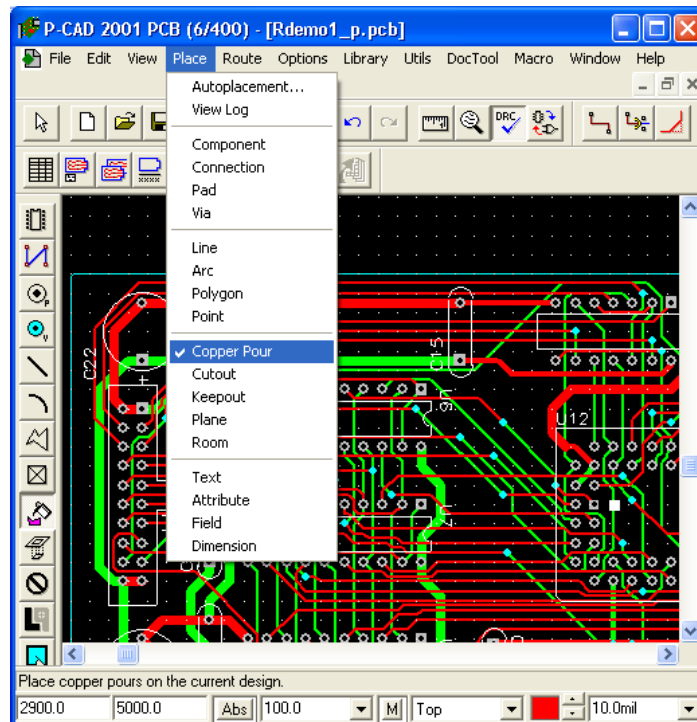 P-CAD 2001 PCB (6/400) - [Rdemo1_p.pcb]
File Edit View Place Route Options Library Utils DocTool Macro Window Help
Autoplacement...
View Log
DRC
Component
Connection
Pad
Via
Line
Arc
Polygon
Point
Copper Pour
Cutout
Keepout
Plane
Room
Text
Attribute
Field
Dimension
C22
C15
U6
U7
U12
Place copper pours on the current design.
2900.0 5000.0 Abs 100.0 M Top 10.0mil